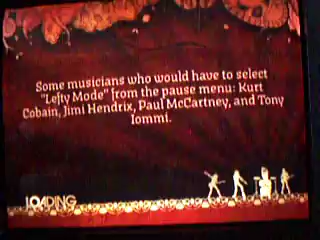 Some musicians who would have to select
"Lefty Mode" from the pause menu: Kurt
Cobain, Jimi Hendrix, Paul McCartney, and Tony
Iommi.
LOADING